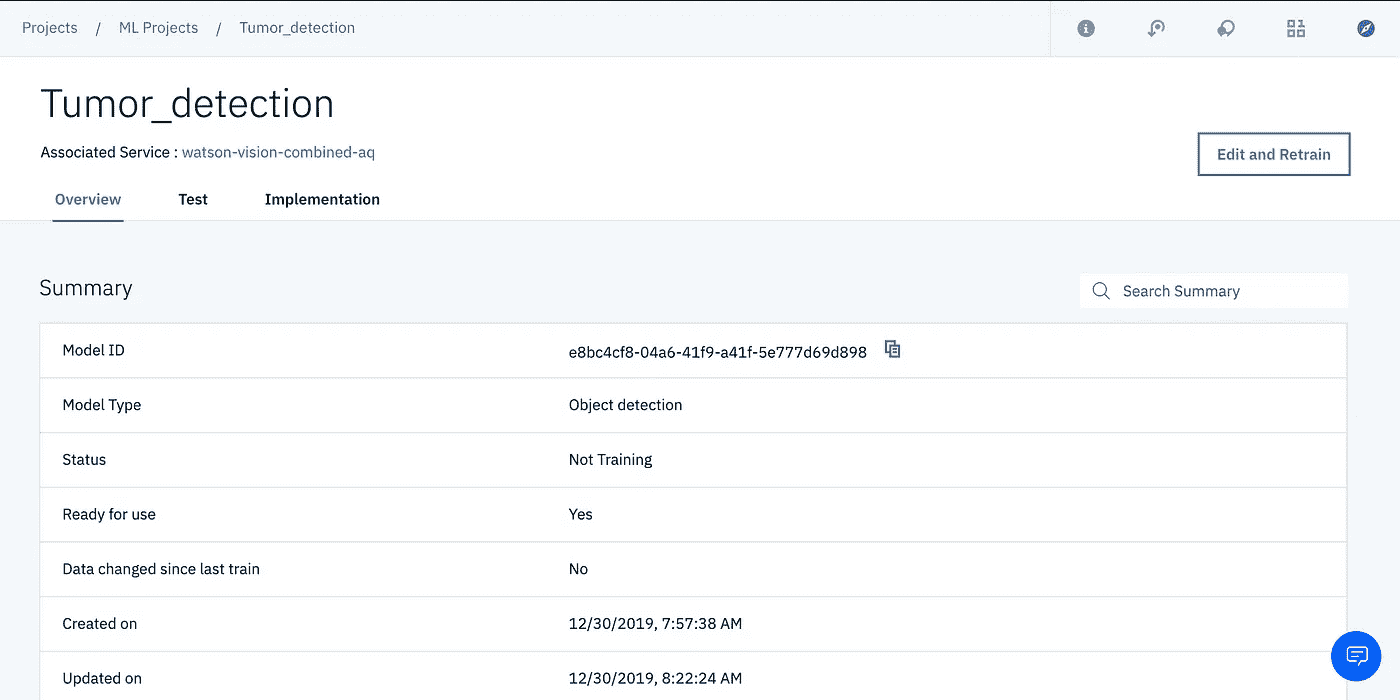 Projects / ML Projects / Tumor_detection
Tumor_detection
Associated Service : watson-vision-combined-aq
Edit and Retrain
Overview Test Implementation
Summary
Search Summary
Model ID e8bc4cf8-04a6-41f9-a41f-5e777d69d898
Model Type Object detection
Status Not Training
Ready for use Yes
Data changed since last train No
Created on 12/30/2019, 7:57:38 AM
Updated on 12/30/2019, 8:22:24 AM